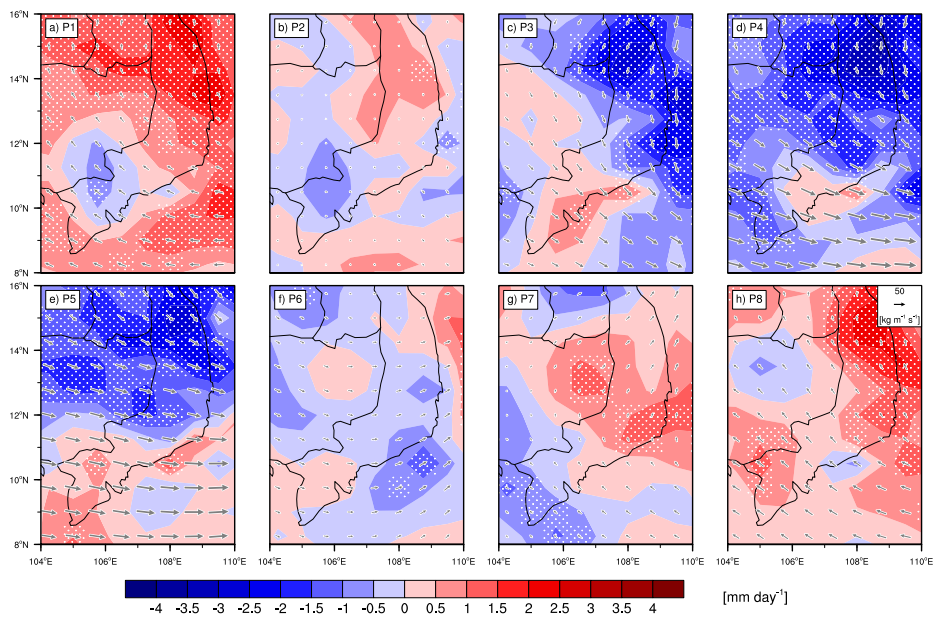 a) P1
b) P2
c) P3
d) P4
16°N
14°N
12°N
10°N
8°N
e) P5
f) P6
g) P7
h) P8
50
[kg m⁻¹ s⁻¹]
16°N
14°N
12°N
10°N
8°N
104°E 106°E 108°E 110°E
104°E 106°E 108°E 110°E
104°E 106°E 108°E 110°E
104°E 106°E 108°E 110°E
-4 -3 -2 -1 0 1 2 3 4
-3.5 -2.5 -1.5 -0.5 0.5 1.5 2.5 3.5
[mm day⁻¹]